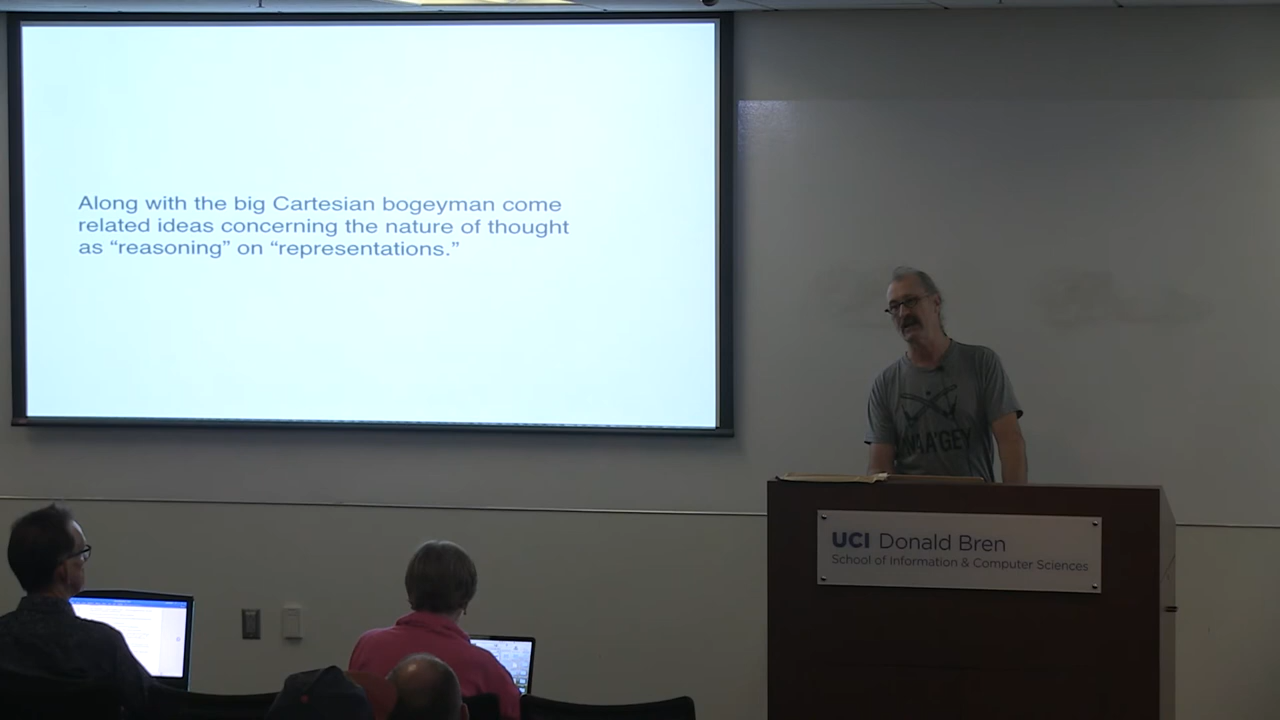 Along with the big Cartesian bogeyman come
related ideas concerning the nature of thought
as “reasoning” on “representations.”
UCI Donald Bren
School of Information & Computer Sciences